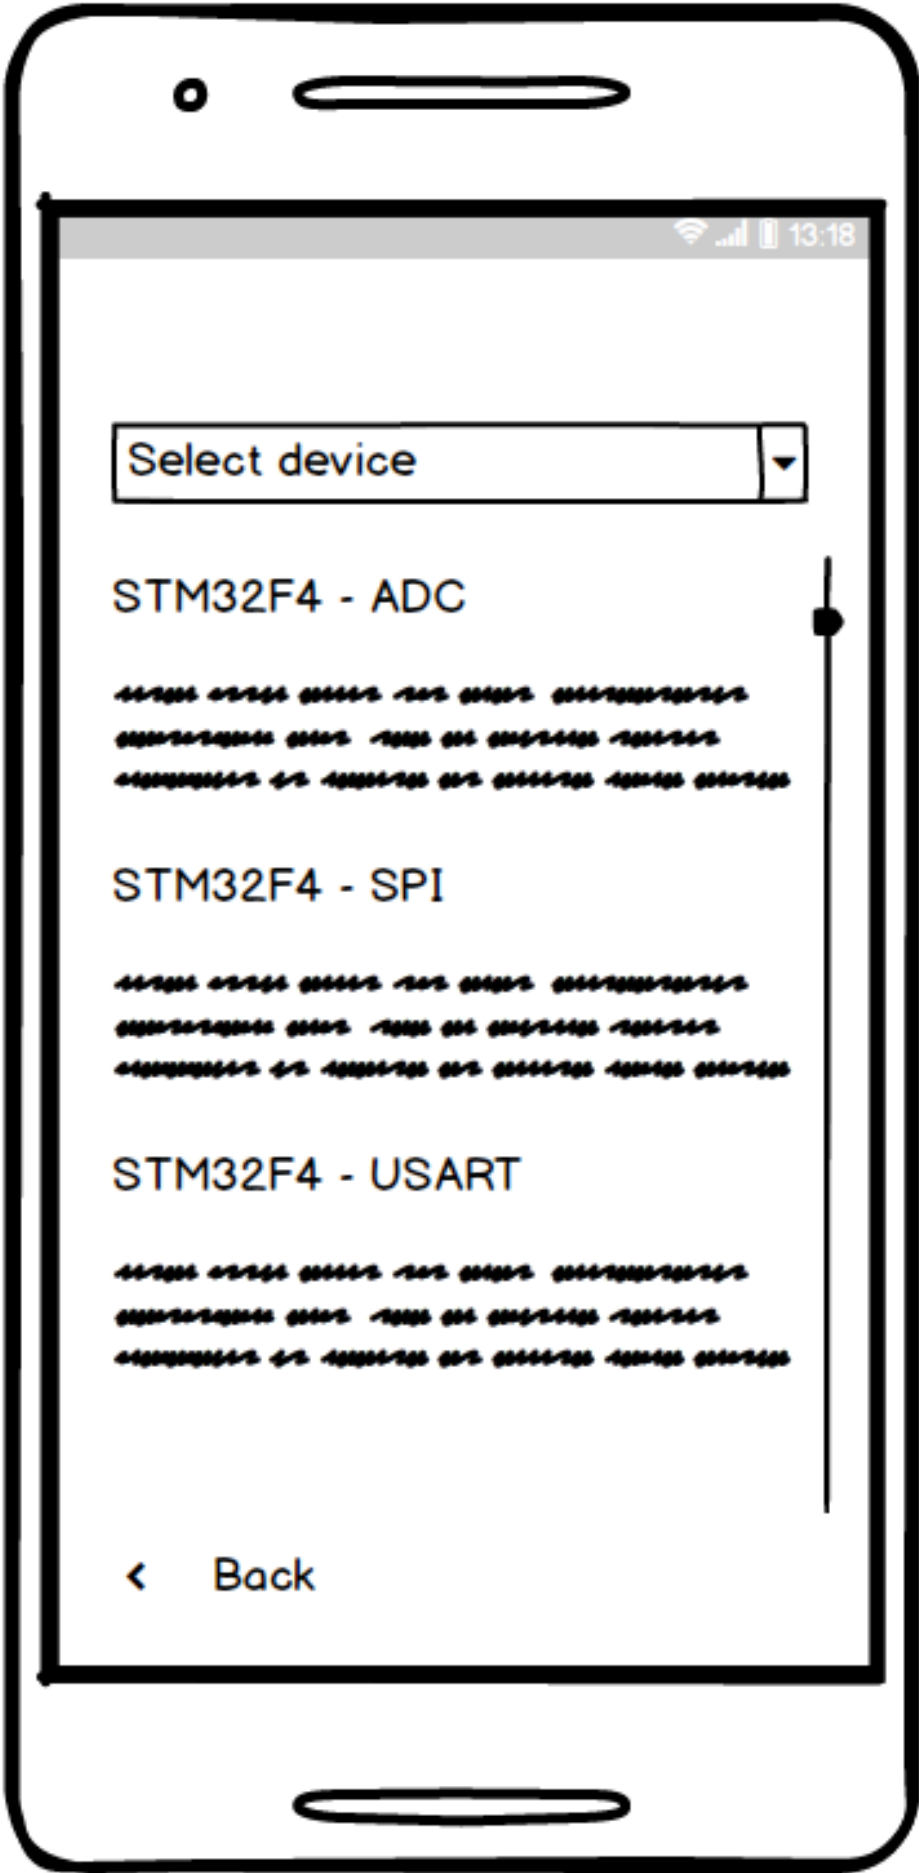 13:18
Select device
STM32F4 - ADC
STM32F4 - SPI
STM32F4 - USART
Back